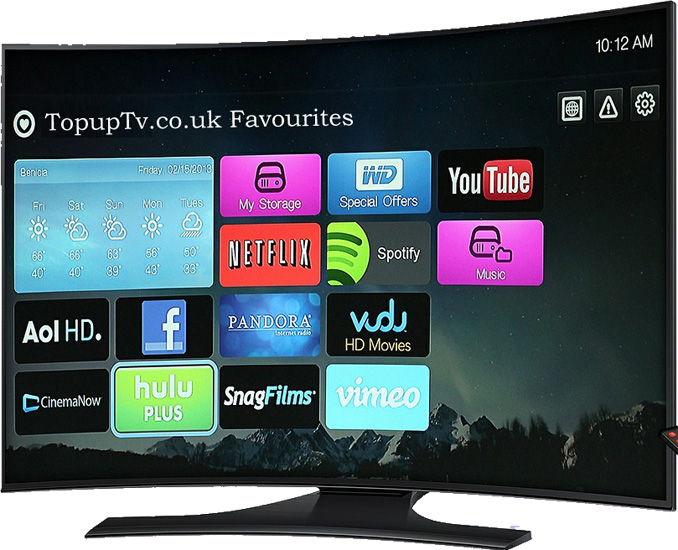 10:12 AM
TopupTv.co.uk Favourites
Benicia Friday 02/15/2013
Fri Sat Sun Mon Tues
66° 66° 63° 56° 50°
40° 40° 39° 43° 33°
My Storage
WD
Special Offers
YouTube
NETFLIX
Spotify
Music
Aol HD.
f
PANDORA®
internet radio
vudu
HD Movies
CinemaNow
hulu
PLUS
SnagFilms
vimeo